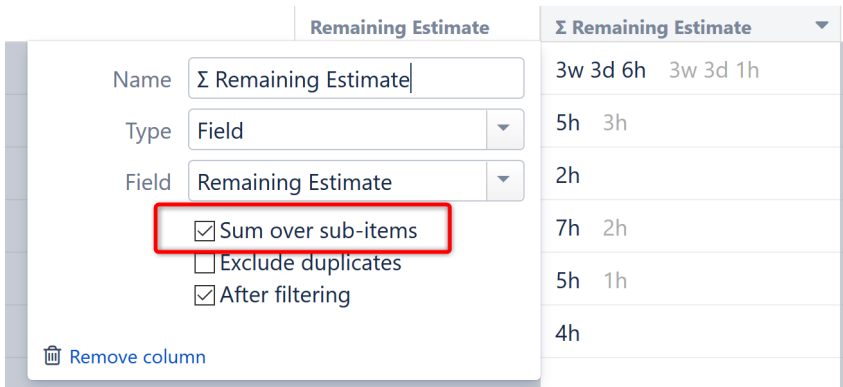 Remaining Estimate Σ Remaining Estimate
Name Σ Remaining Estimate
Type Field
Field Remaining Estimate
Sum over sub-items
Exclude duplicates
After filtering
Remove column
3w 3d 6h 3w 3d 1h
5h 3h
2h
7h 2h
5h 1h
4h